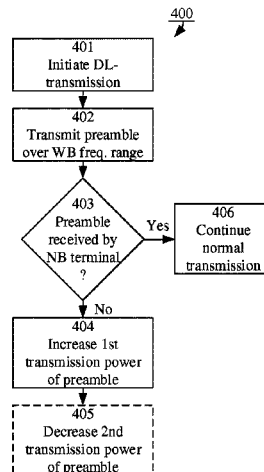 400
401
Initiate DL-
transmission
402
Transmit preamble
over WB freq. range
403
Preamble
received by
NB terminal
?
Yes
406
Continue
normal
transmission
No
404
Increase 1st
transmission power
of preamble
405
Decrease 2nd
transmission power
of preamble